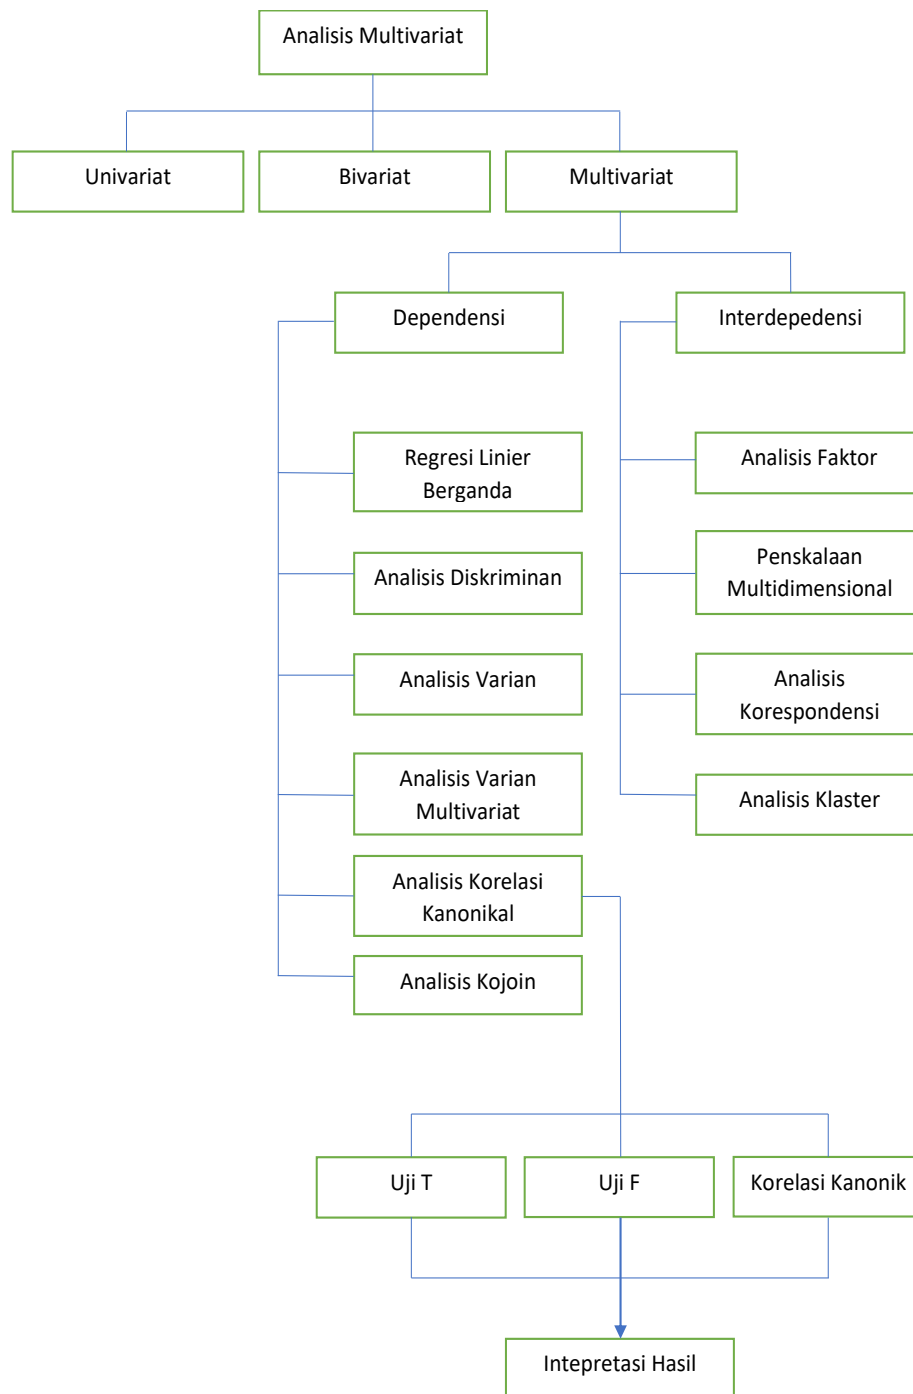 Analisis Multivariat
Univariat
Bivariat
Multivariat
Dependensi
Interdepedensi
Regresi Linier
Berganda
Analisis Faktor
Analisis Diskriminan
Penskalaan
Multidimensional
Analisis Varian
Analisis
Korespondensi
Analisis Varian
Multivariat
Analisis Klaster
Analisis Korelasi
Kanonikal
Analisis Kojoin
Uji T
Uji F
Korelasi Kanonik
Intepretasi Hasil